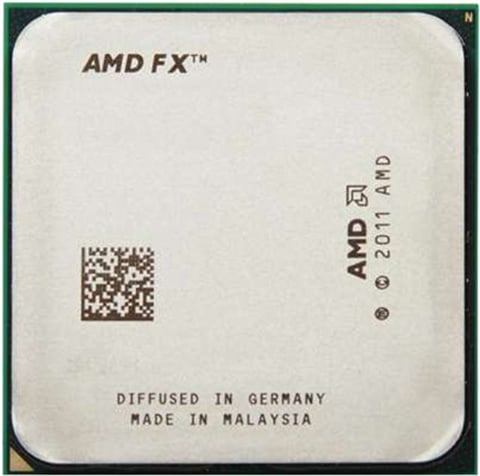 AMD FX™
AMD
® © 2011 AMD
DIFFUSED IN GERMANY
MADE IN MALAYSIA
N